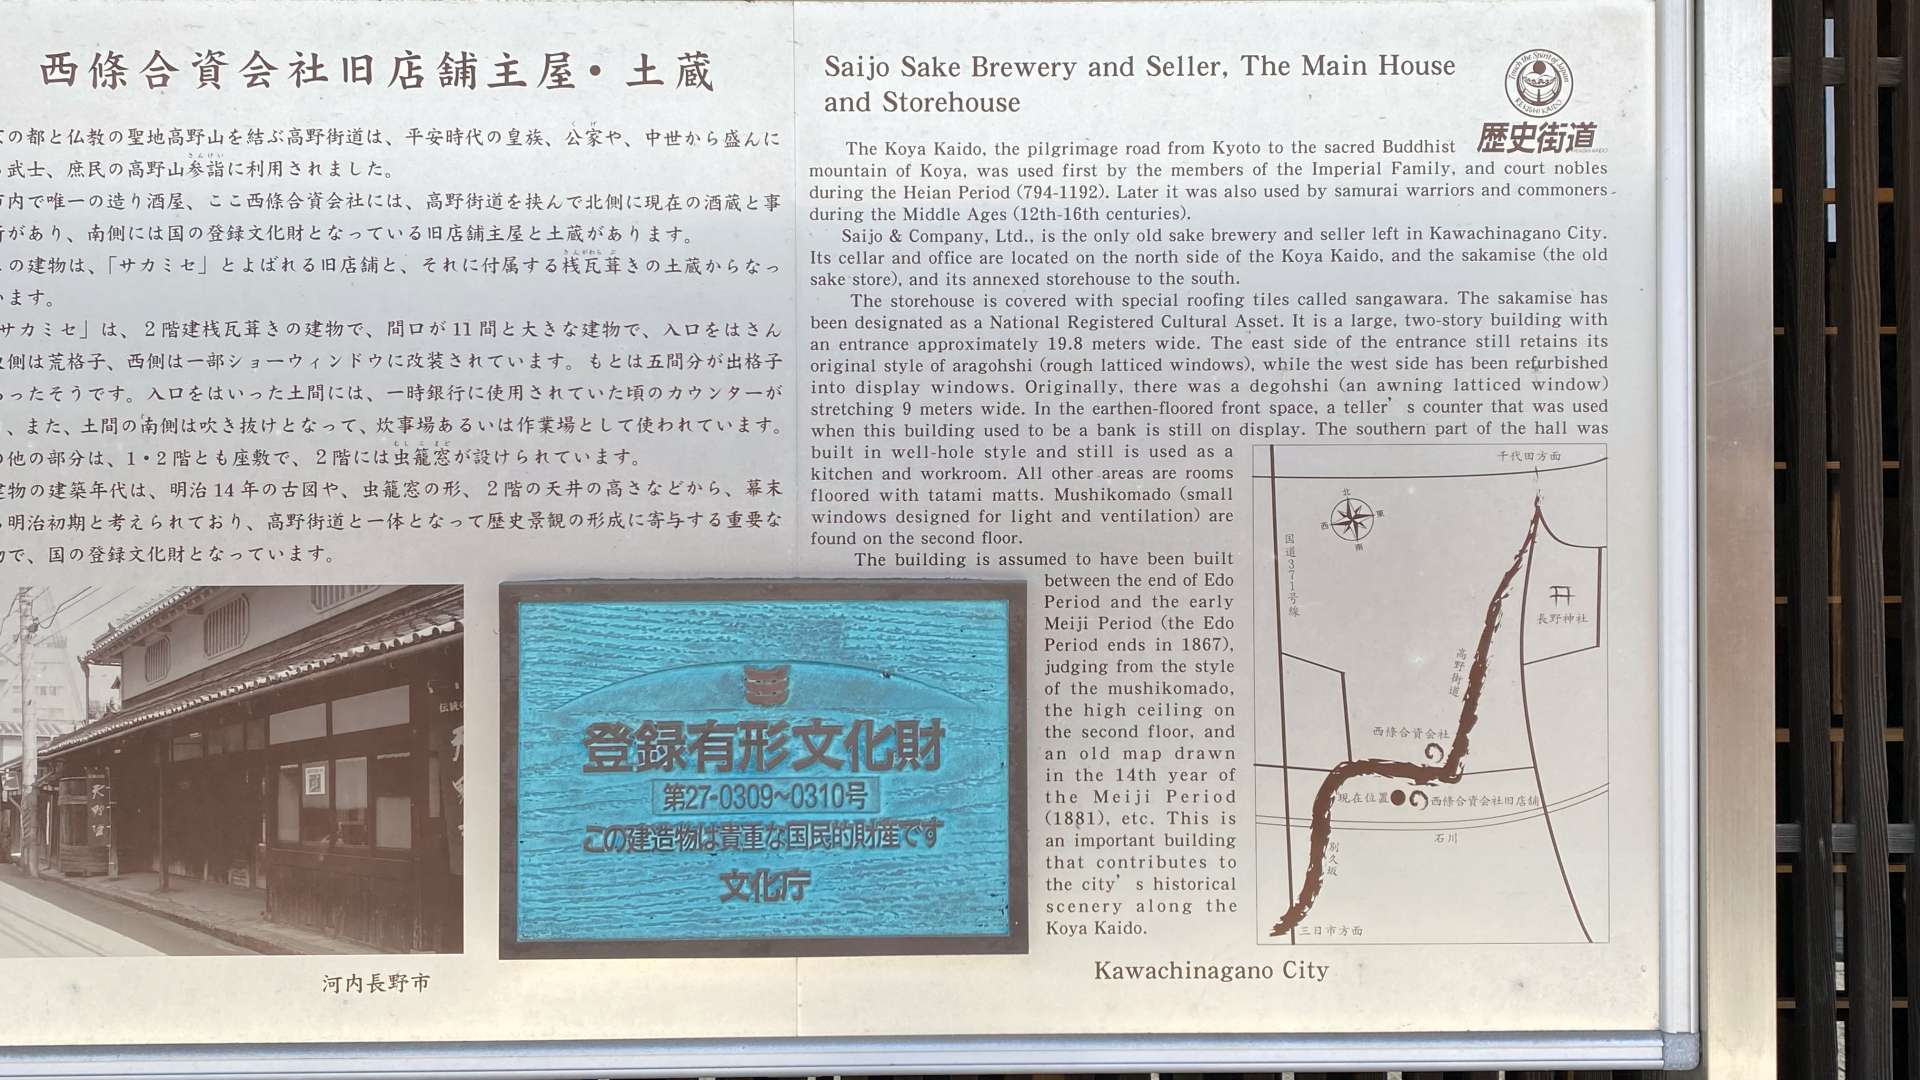 西條合資会社旧店舗主屋・土蔵
の都と仏教の聖地高野山を結ぶ高野街道は、平安時代の皇族、公家や、中世から盛んに
武士、庶民の高野山参詣に利用されました。
内で唯一の造り酒屋、ここ西條合資会社には、高野街道を挟んで北側に現在の酒蔵と事
があり、南側には国の登録文化財となっている旧店舗主屋と土蔵があります。
の建物は、「サカミセ」とよばれる旧店舗と、それに付属する桟瓦葺きの土蔵からなっ
います。
サカミセ」は、2階建桟瓦葺きの建物で、間口が11間と大きな建物で、入口をはさん
側は荒格子、西側は一部ショーウィンドウに改装されています。もとは五間分が出格子
ったそうです。入口をはいった土間には、一時銀行に使用されていた頃のカウンターが
、また、土間の南側は吹き抜けとなって、炊事場あるいは作業場として使われています。
の他の部分は、1・2階とも座敷で、2階には虫籠窓が設けられています。
建物の建築年代は、明治14年の古図や、虫籠窓の形、2階の天井の高さなどから、幕末
明治初期と考えられており、高野街道と一体となって歴史景観の形成に寄与する重要な
で、国の登録文化財となっています。
河内長野市
登録有形文化財
第27-0309~0310号
この建造物は貴重な国民的財産です
文化庁
Saijo Sake Brewery and Seller, The Main House
and Storehouse
歴史街道
The Koya Kaido, the pilgrimage road from Kyoto to the sacred Buddhist
mountain of Koya, was used first by the members of the Imperial Family, and court nobles
during the Heian Period (794-1192). Later it was also used by samurai warriors and commoners
during the Middle Ages (12th-16th centuries).
Saijo & Company, Ltd., is the only old sake brewery and seller left in Kawachinagano City.
Its cellar and office are located on the north side of the Koya Kaido, and the sakamise (the old
sake store), and its annexed storehouse to the south.
The storehouse is covered with special roofing tiles called sangawara. The sakamise has
been designated as a National Registered Cultural Asset. It is a large, two-story building with
an entrance approximately 19.8 meters wide. The east side of the entrance still retains its
original style of aragohshi (rough latticed windows), while the west side has been refurbished
into display windows. Originally, there was a degohshi (an awning latticed window)
stretching 9 meters wide. In the earthen-floored front space, a teller's counter that was used
when this building used to be a bank is still on display. The southern part of the hall was
built in well-hole style and still is used as a
kitchen and workroom. All other areas are rooms
floored with tatami matts. Mushikomado (small
windows designed for light and ventilation) are
found on the second floor.
The building is assumed to have been built
between the end of Edo
Period and the early
Meiji Period (the Edo
Period ends in 1867),
judging from the style
of the mushikomado,
the high ceiling on
the second floor, and
an old map drawn
in the 14th year of
the Meiji Period
(1881), etc. This is
an important building
that contributes to
the city's historical
scenery along the
Koya Kaido.
千代田方面
北
東
西
南
国道371号線
長野神社
高野街道
西條合資会社
現在位置
西條合資会社旧店舗
石川
別久坂
三日市方面
Kawachinagano City